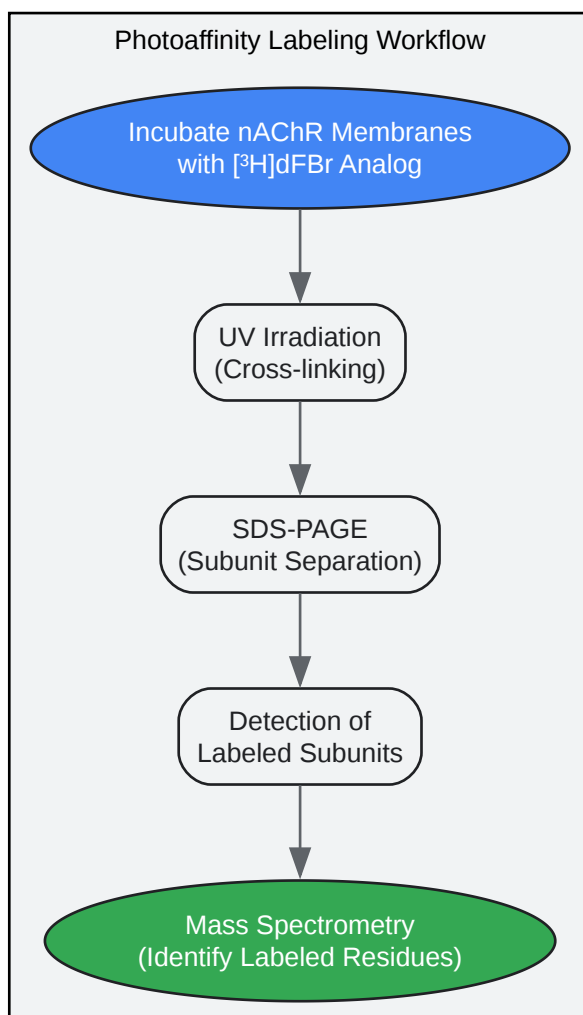 Photoaffinity Labeling Workflow
Incubate nAChR Membranes
with [³H]dFBr Analog
UV Irradiation
(Cross-linking)
SDS-PAGE
(Subunit Separation)
Detection of
Labeled Subunits
Mass Spectrometry
(Identify Labeled Residues)